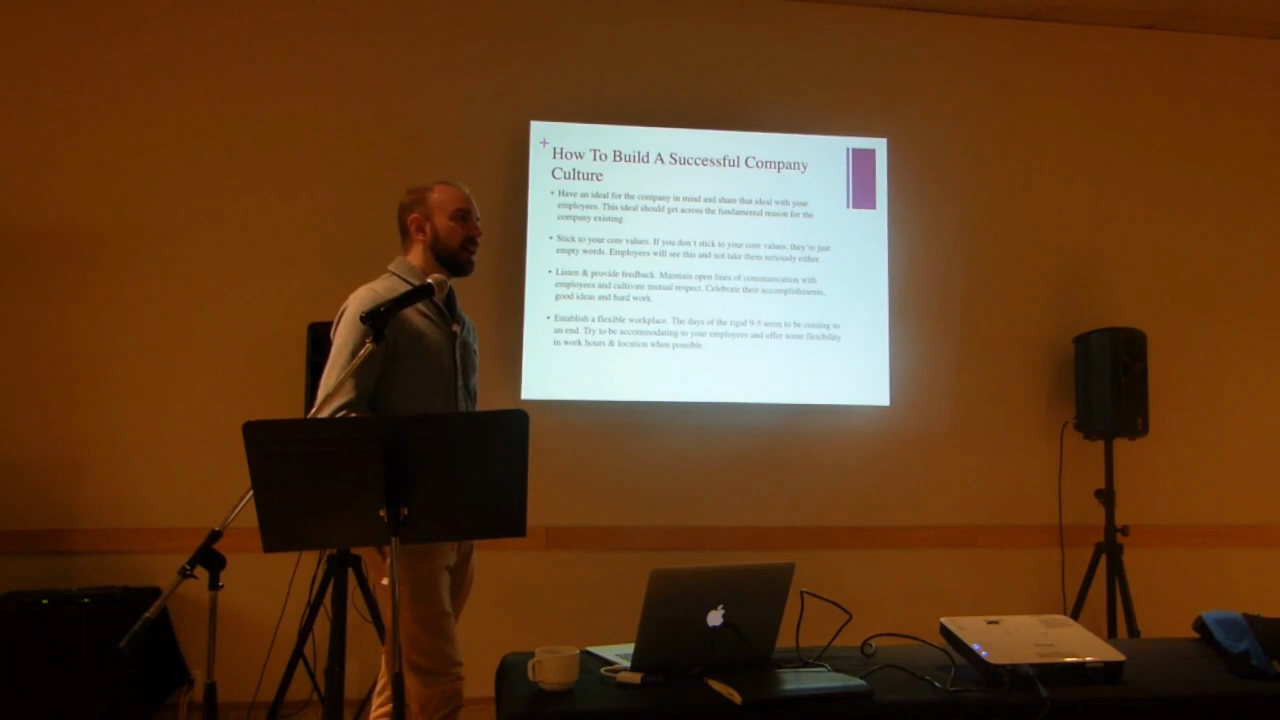 +
How To Build A Successful Company
Culture
• Have an ideal for the company in mind and share that ideal with your
employees. This ideal should get across the fundamental reason for the
company existing.
• Stick to your core values. If you don't stick to your core values, they're just
empty words. Employees will see this and not take them seriously either
• Listen & provide feedback. Maintain open lines of communication with
employees and cultivate mutual respect. Celebrate their accomplishments,
good ideas and hard work.
• Establish a flexible workplace. The days of the rigid 9-5 seem to be coming to
an end. Try to be accommodating to your employees and offer some flexibility
in work hours & location when possible.